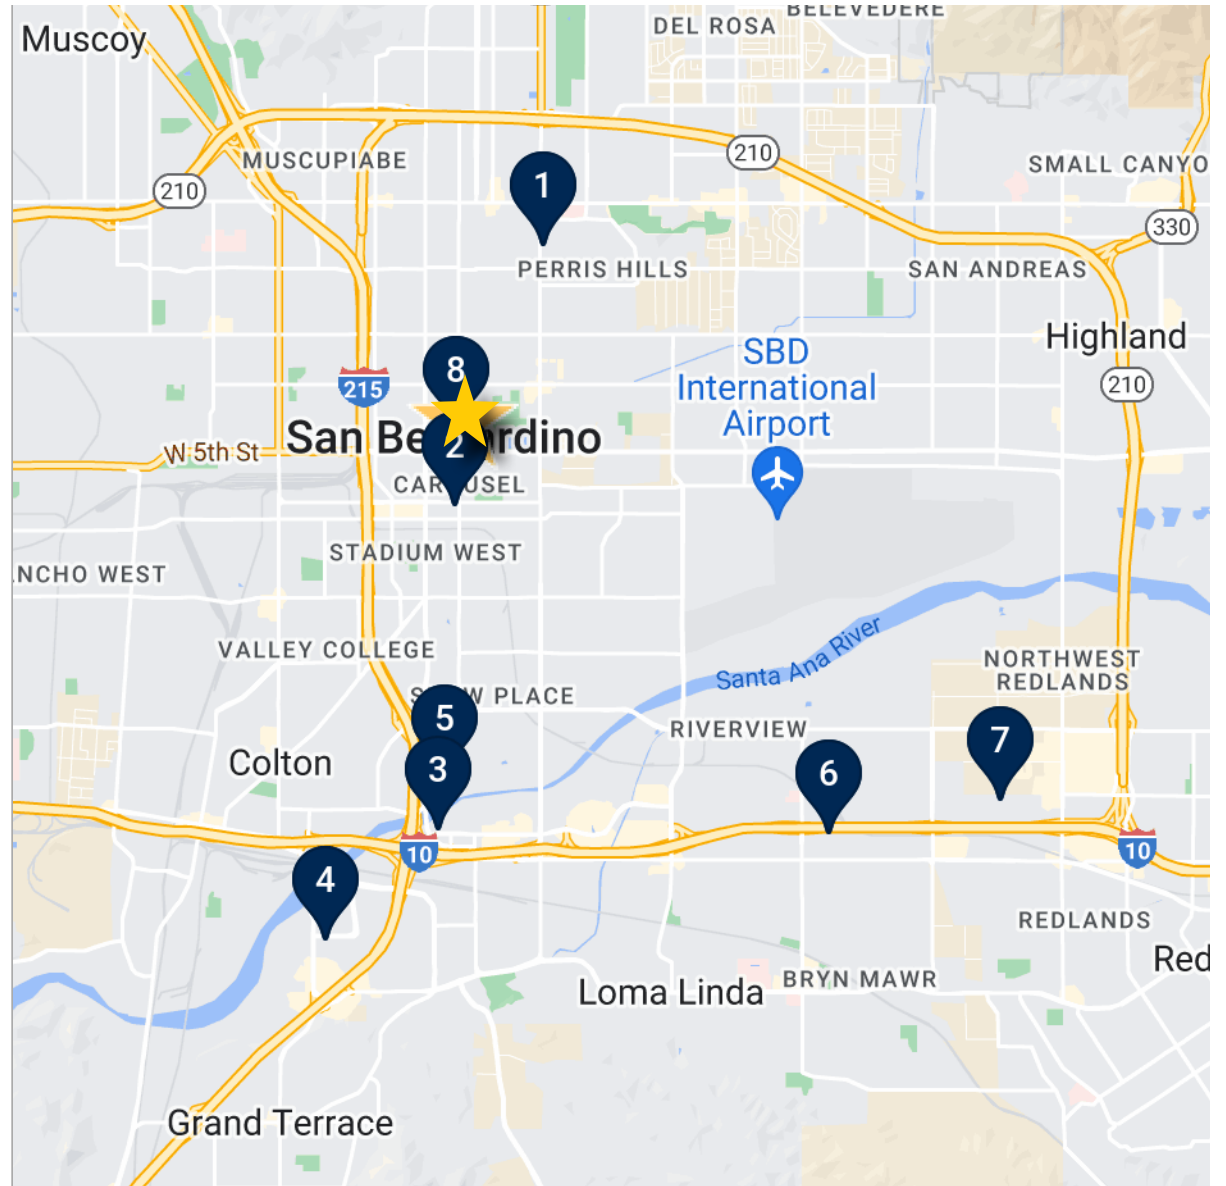 BELEVEDERE
DEL ROSA
Muscoy
210
MUSCUPIABE
SMALL CANYO
1
210
330
PERRIS HILLS
SAN ANDREAS
Highland
SBD
International
Airport
8
215
210
San Be rdino
2
W 5th St
CAR USEL
STADIUM WEST
NCHO WEST
Santa Ana River
VALLEY COLLEGE
NORTHWEST
REDLANDS
S W PLACE
5
RIVERVIEW
7
Colton
3
6
10
10
4
REDLANDS
Red
BRYN MAWR
Loma Linda
Grand Terrace